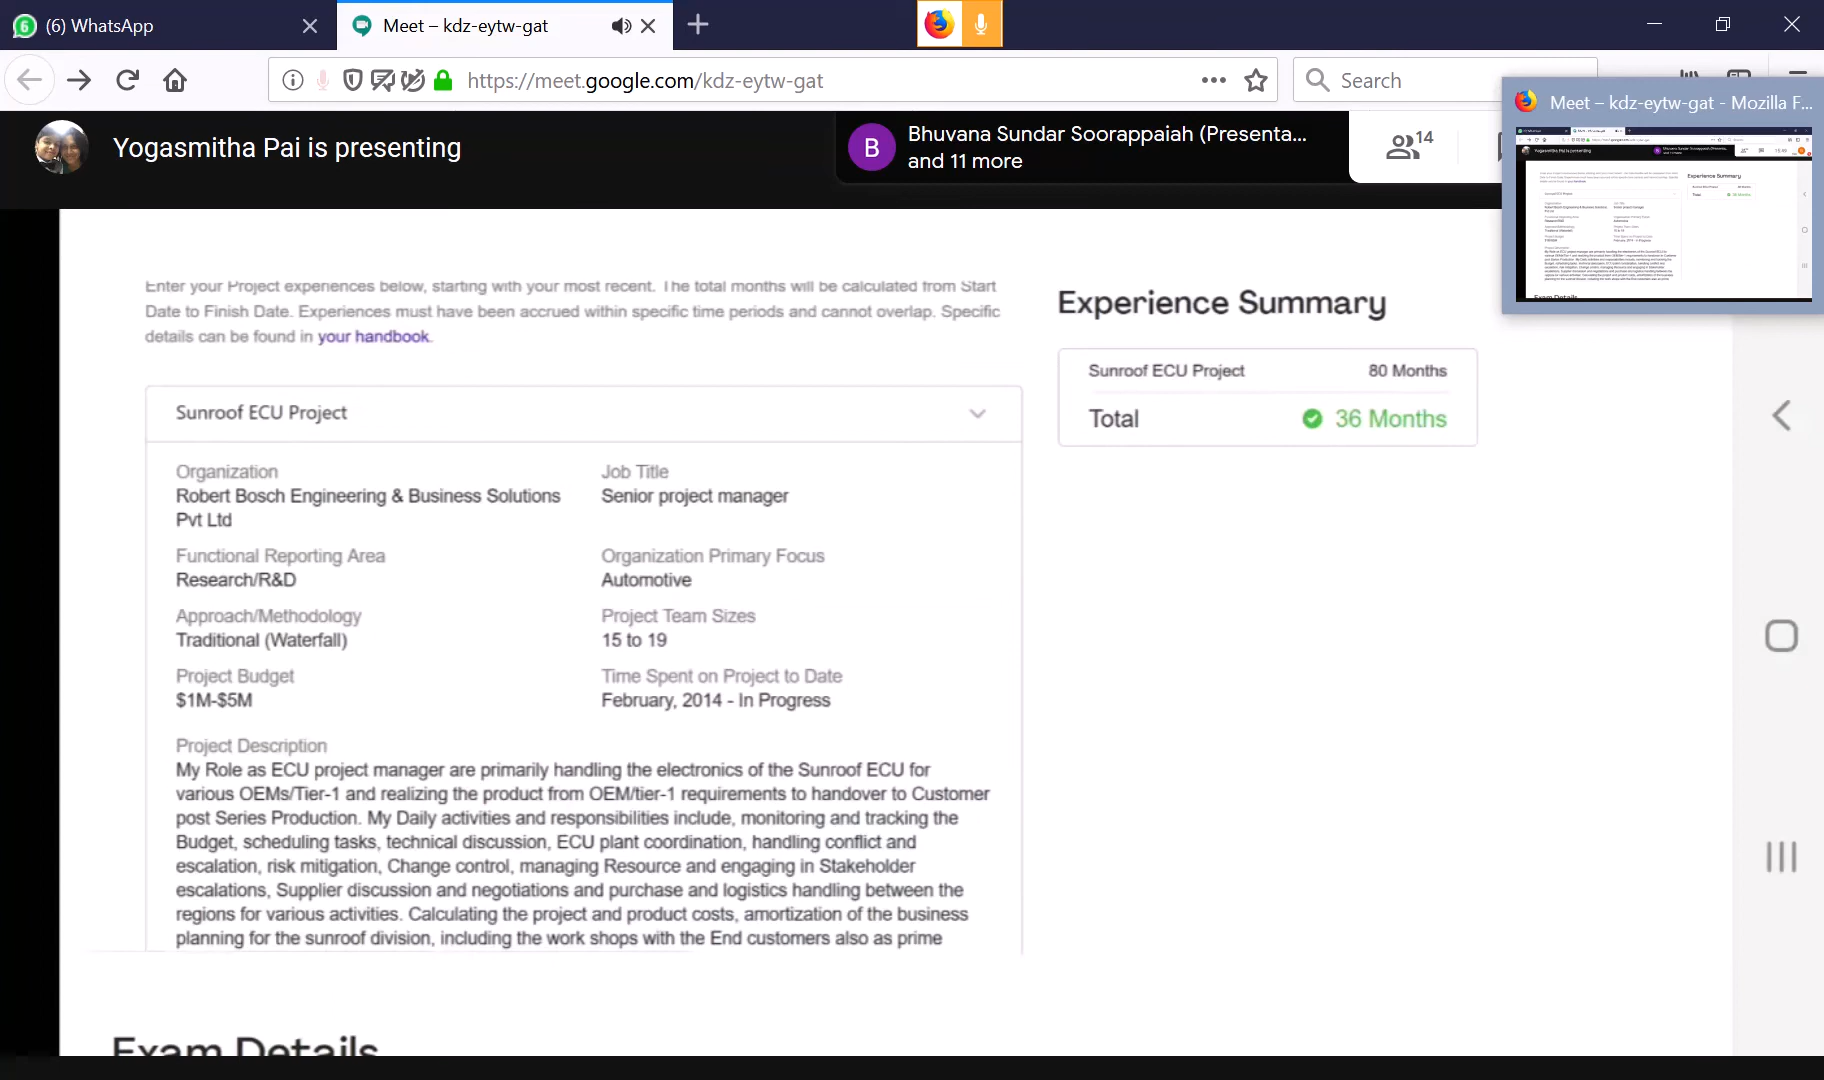 (6) WhatsApp
Meet – kdz-eytw-gat
https://meet.google.com/kdz-eytw-gat
Search
Meet – kdz-eytw-gat - Mozilla F...
Yogasmitha Pai is presenting
B
Bhuvana Sundar Soorappaiah (Presenta...
and 11 more
14
Enter your Project experiences below, starting with your most recent. The total months will be calculated from Start
Date to Finish Date. Experiences must have been accrued within specific time periods and cannot overlap. Specific
details can be found in your handbook.
Sunroof ECU Project
Organization
Robert Bosch Engineering & Business Solutions
Pvt Ltd
Job Title
Senior project manager
Functional Reporting Area
Research/R&D
Organization Primary Focus
Automotive
Approach/Methodology
Traditional (Waterfall)
Project Team Sizes
15 to 19
Project Budget
$1M-$5M
Time Spent on Project to Date
February, 2014 - In Progress
Project Description
My Role as ECU project manager are primarily handling the electronics of the Sunroof ECU for
various OEMs/Tier-1 and realizing the product from OEM/tier-1 requirements to handover to Customer
post Series Production. My Daily activities and responsibilities include, monitoring and tracking the
Budget, scheduling tasks, technical discussion, ECU plant coordination, handling conflict and
escalation, risk mitigation, Change control, managing Resource and engaging in Stakeholder
escalations, Supplier discussion and negotiations and purchase and logistics handling between the
regions for various activities. Calculating the project and product costs, amortization of the business
planning for the sunroof division, including the work shops with the End customers also as prime
Experience Summary
Sunroof ECU Project 80 Months
Total 36 Months
Exam Details